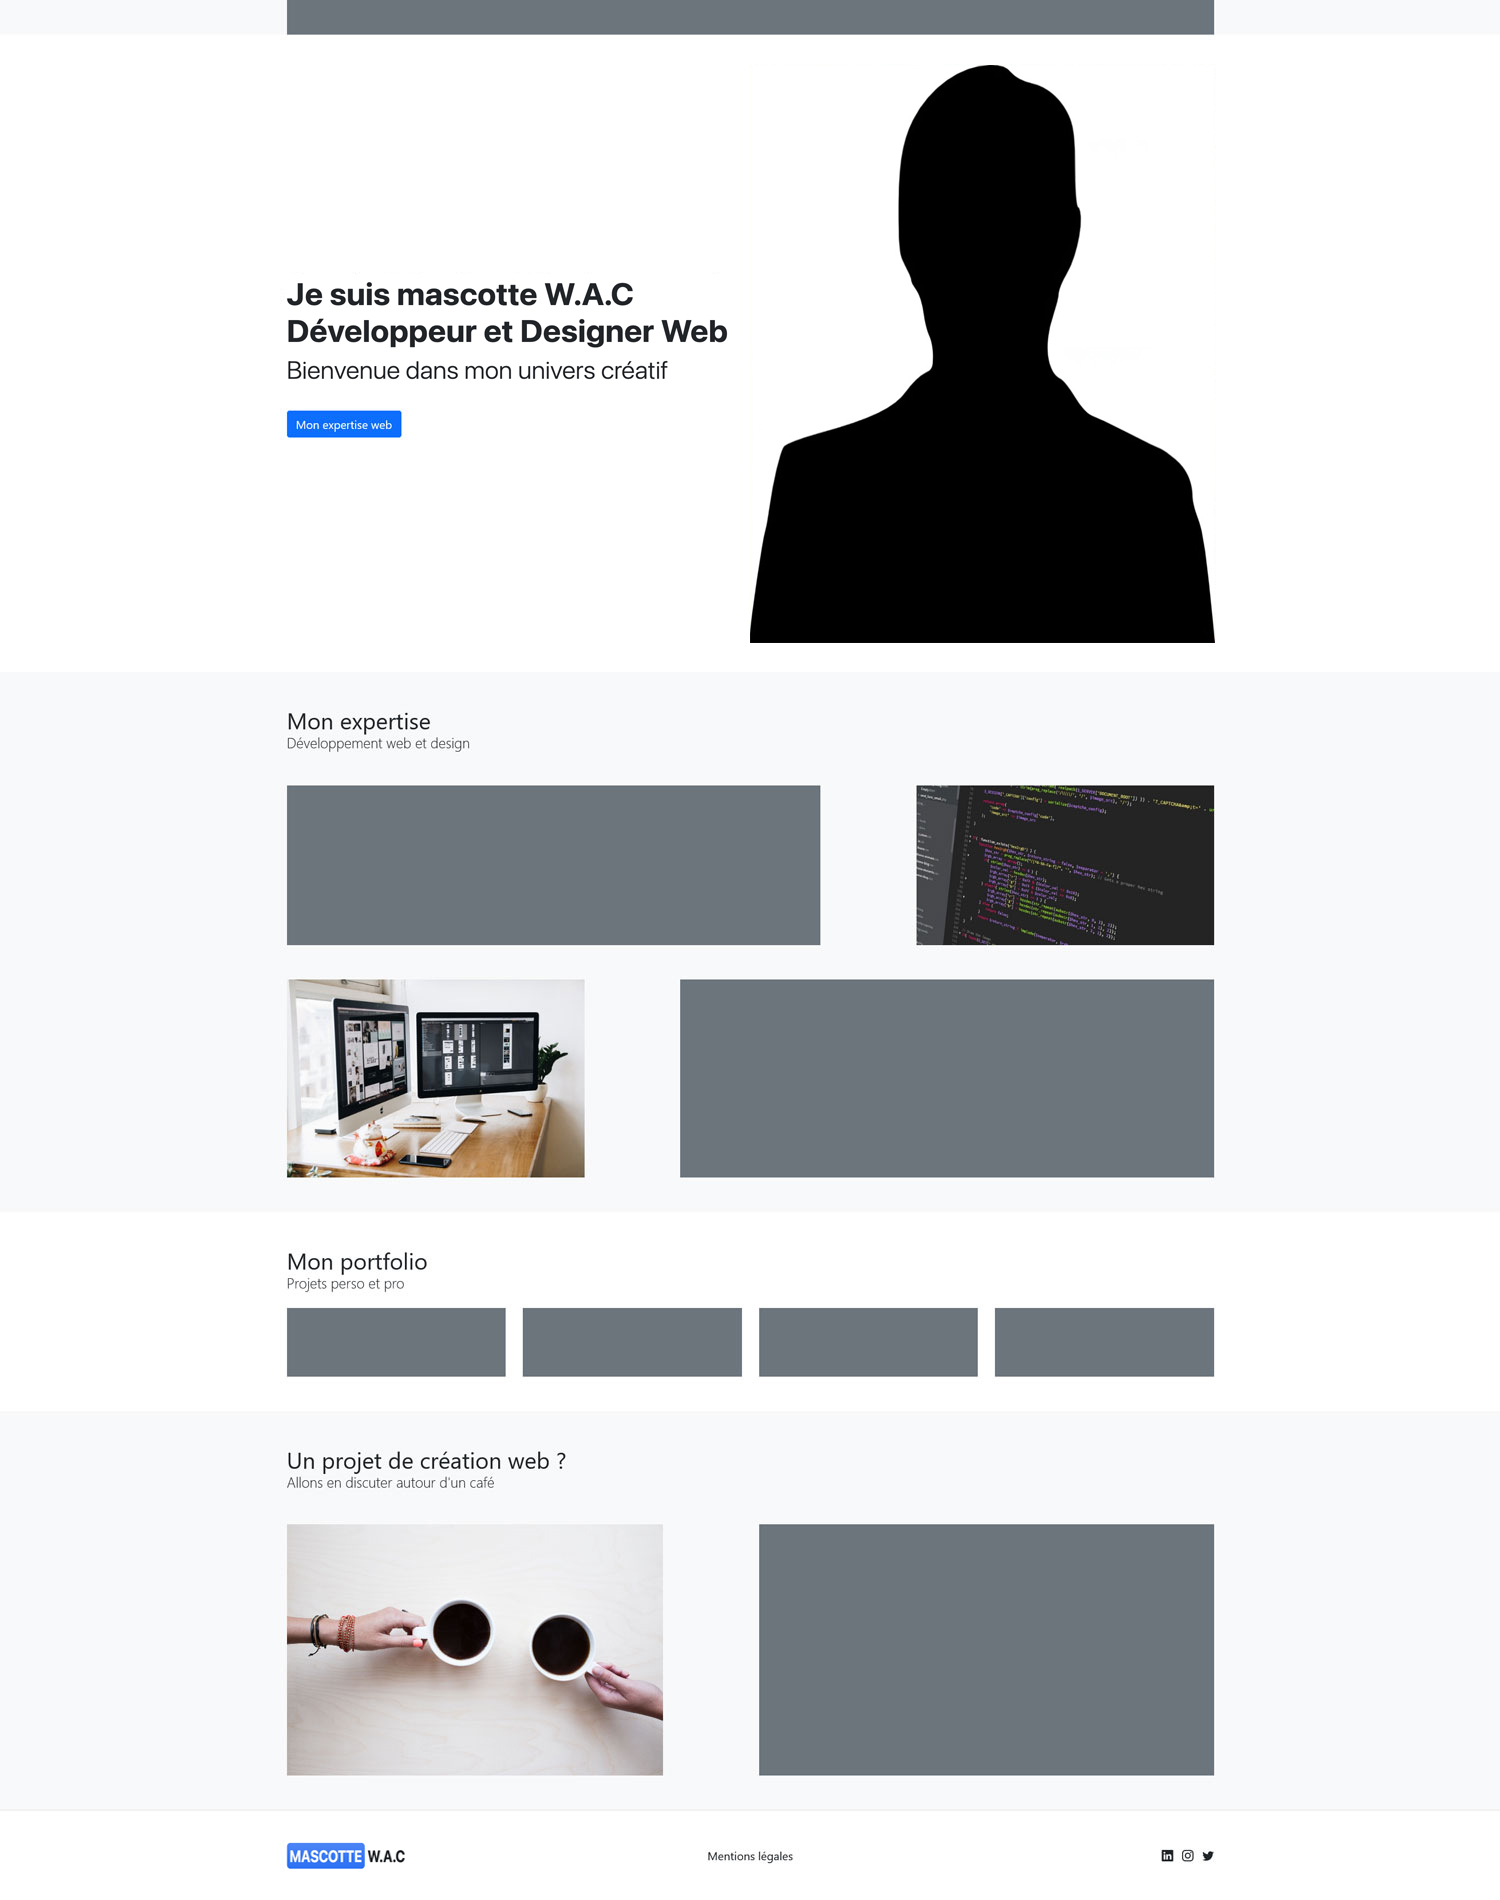 Je suis mascotte W.A.C
Développeur et Designer Web
Bienvenue dans mon univers créatif
Mon expertise web
Mon expertise
Développement web et design
Mon portfolio
Projets perso et pro
Un projet de création web ?
Allons en discuter autour d'un café
MASCOTTE W.A.C
Mentions légales